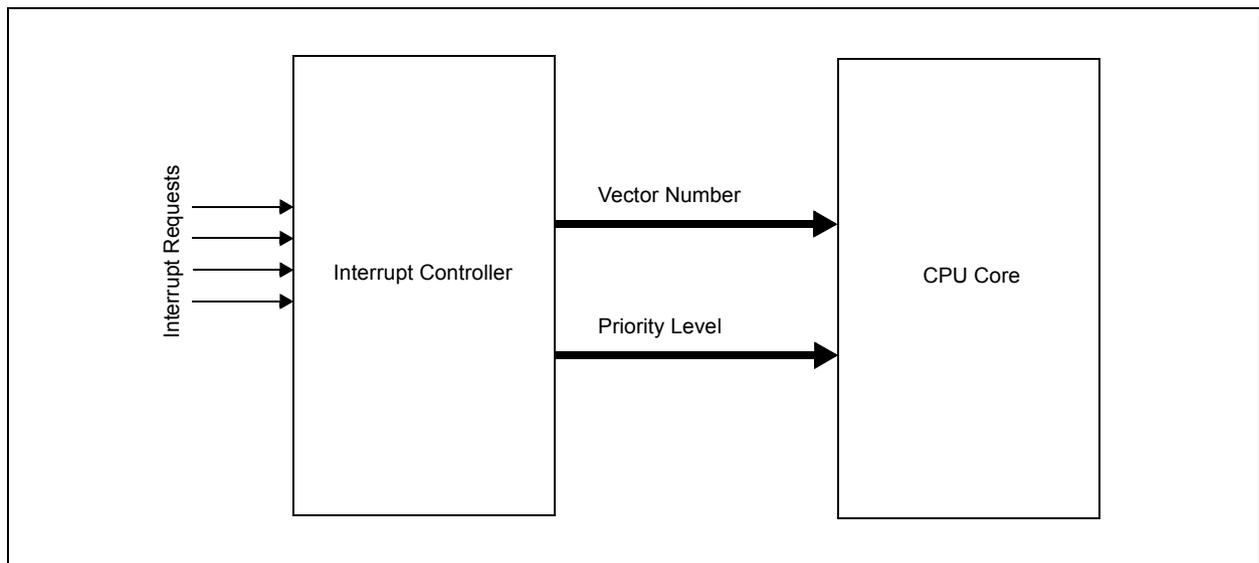 Interrupt Requests
Interrupt Controller
Vector Number
Priority Level
CPU Core